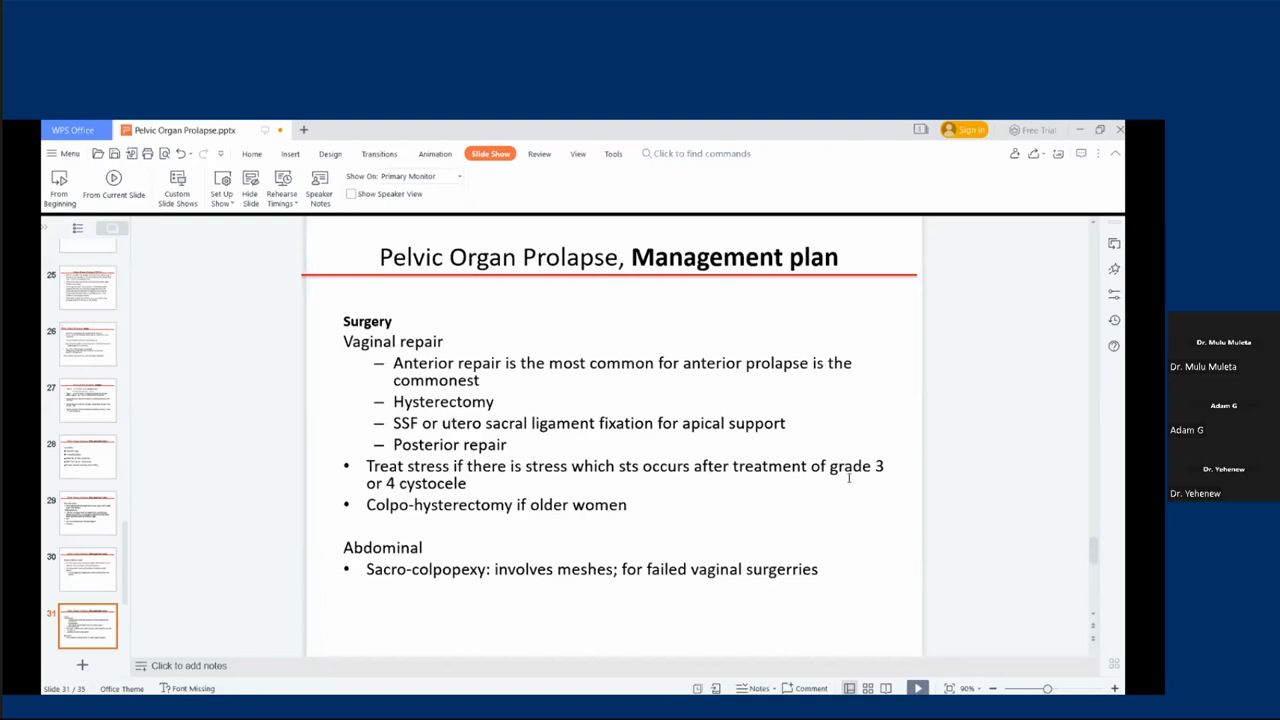 WPS Office
Pelvic Organ Prolapse.pptx
Sign in
Free Trial
Menu
Home
Insert
Design
Transitions
Animation
Slide Show
Review
View
Tools
Click to find commands
From Beginning
From Current Slide
Custom Slide Shows
Set Up Show
Hide Slide
Rehearse Timings
Speaker Notes
Show On: Primary Monitor
Show Speaker View
25
26
27
28
29
30
31
Pelvic Organ Prolapse, Management plan
Surgery
Vaginal repair
– Anterior repair is the most common for anterior prolapse is the
commonest
– Hysterectomy
– SSF or utero sacral ligament fixation for apical support
– Posterior repair
• Treat stress if there is stress which sts occurs after treatment of grade 3
or 4 cystocele
• Colpo-hysterectomy if older women
Abdominal
• Sacro-colpopexy: involves meshes; for failed vaginal surgerries
Dr. Mulu Muleta
Dr. Mulu Muleta
Adam G
Adam G
Dr. Yehenew
Dr. Yehenew
Click to add notes
Slide 31 / 35
Office Theme
Font Missing
Notes
Comment
90%